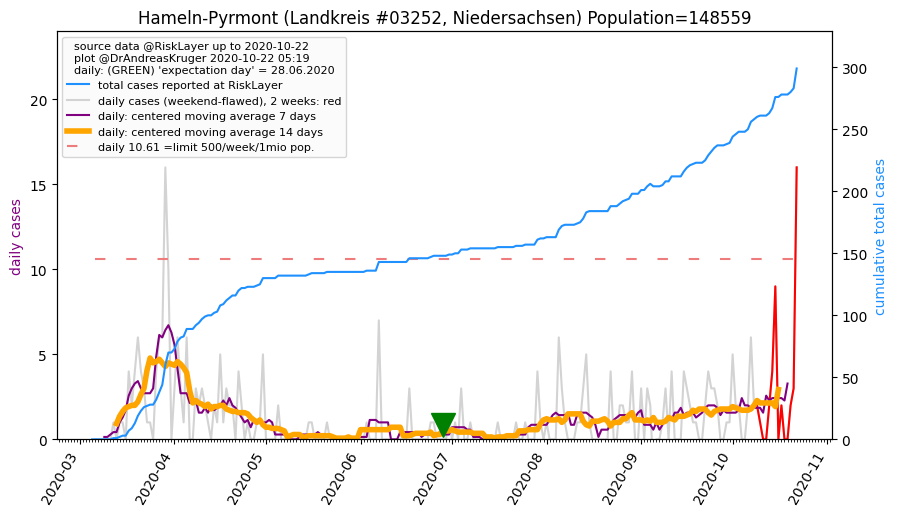 Hameln-Pyrmont (Landkreis #03252, Niedersachsen) Population=148559
source data @RiskLayer up to 2020-10-22
plot @DrAndreasKruger 2020-10-22 05:19
daily: (GREEN) 'expectation day' = 28.06.2020
total cases reported at RiskLayer
daily cases (weekend-flawed), 2 weeks: red
daily: centered moving average 7 days
daily: centered moving average 14 days
daily 10.61 =limit 500/week/1mio pop.
daily cases
20
15
10
5
0
cumulative total cases
300
250
200
150
100
50
0
2020-03
2020-04
2020-05
2020-06
2020-07
2020-08
2020-09
2020-10
2020-11